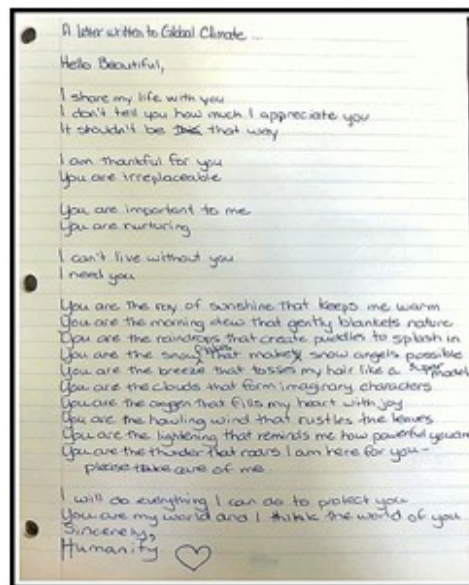 A letter written to Global Climate ...
Hello Beautiful,
I share my life with you
I don't tell you how much I appreciate you
It shouldn't be that way
I am thankful for you
You are irreplaceable
You are important to me
You are nurturing
I can't live without you
I need you
You are the ray of sunshine that keeps me warm
You are the morning dew that gently blankets nature
You are the raindrops that create puddles to splash in
You are the snowflakes that make snow angels possible
You are the breeze that tosses my hair like a super model
You are the clouds that form imaginary characters
You are the oxygen that fills my heart with joy
You are the howling wind that rustles the leaves
You are the lightening that reminds me how powerful you are
You are the thunder that roars I am here for you-
please take care of me
I will do everything I can do to protect you
You are my world and I think the world of you
Sincerely,
Humanity ♡